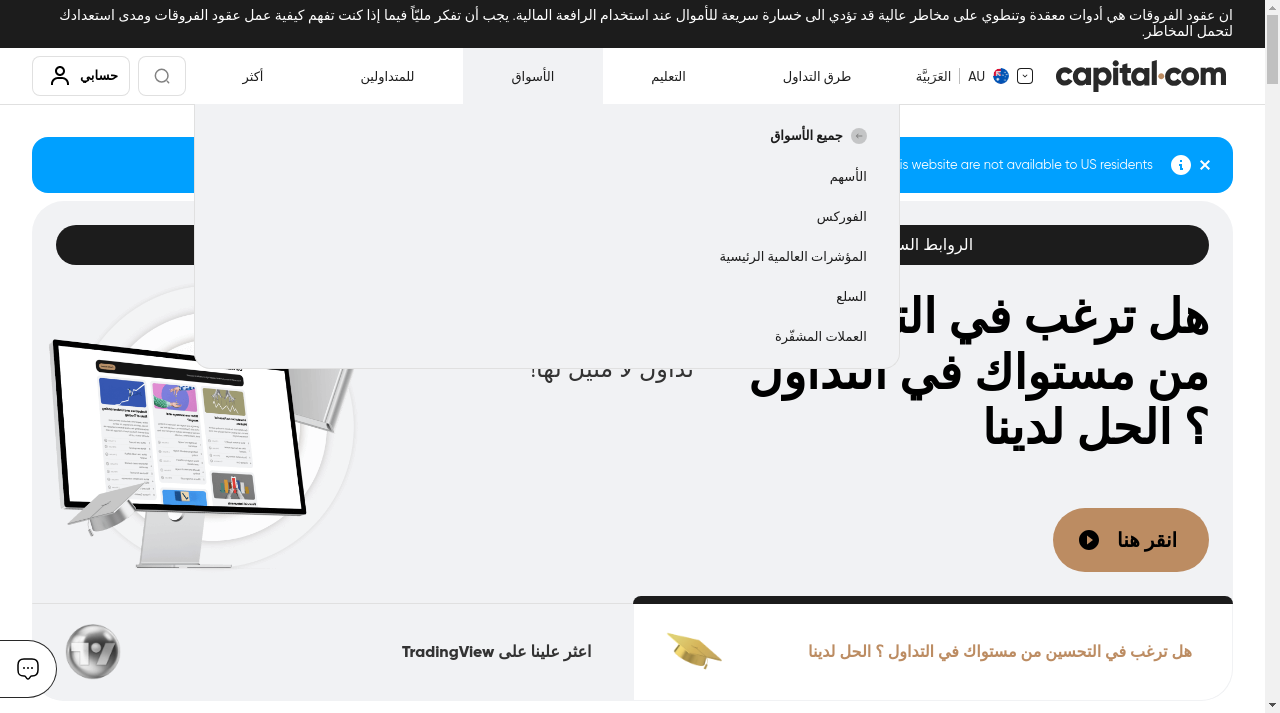 ان عقود الفروقات هي أدوات معقدة وتنطوي على مخاطر عالية قد تؤدي الى خسارة سريعة للأموال عند استخدام الرافعة المالية. يجب أن تفكر مليّاً فيما إذا كنت تفهم كيفية عمل عقود الفروقات ومدى استعدادك
لتحمل المخاطر.
capital.com
AU
العَرَبيَّة
طرق التداول
التعليم
الأسواق
للمتداولين
أكثر
حسابي
جميع الأسواق
الأسهم
الفوركس
المؤشرات العالمية الرئيسية
السلع
العملات المشفّرة
is website are not available to US residents
الروابط
هل ترغب في
من مستواك في التداول
؟ الحل لدينا
تداول لا مثيل لها!
انقر هنا
هل ترغب في التحسين من مستواك في التداول ؟ الحل لدينا
اعثر علينا على TradingView